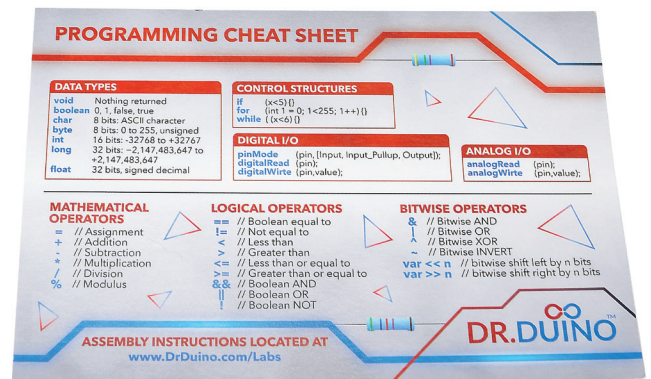 PROGRAMMING CHEAT SHEET
DATA TYPES
void Nothing returned
boolean 0, 1, false, true
char 8 bits: ASCII character
byte 8 bits: 0 to 255, unsigned
int 16 bits: -32768 to +32767
long 32 bits: -2,147,483,647 to
+2,147,483,647
float 32 bits, signed decimal
CONTROL STRUCTURES
if (x<5){}
for (int 1 = 0; 1<255; 1++){}
while ((x<6){}
DIGITAL I/O
pinMode (pin, [Input, Input_Pullup, Output]);
digitalRead (pin);
digitalWirte (pin,value);
ANALOG I/O
analogRead (pin);
analogWirte (pin,value);
MATHEMATICAL
OPERATORS
= // Assignment
+ // Addition
- // Subtraction
* // Multiplication
/ // Division
% // Modulus
LOGICAL OPERATORS
== // Boolean equal to
!= // Not equal to
< // Less than
> // Greater than
<= // Less than or equal to
>= // Greater than or equal to
&& // Boolean AND
|| // Boolean OR
! // Boolean NOT
BITWISE OPERATORS
& // Bitwise AND
| // Bitwise OR
^ // Bitwise XOR
~ // Bitwise INVERT
var << n // bitwise shift left by n bits
var >> n // bitwise shift right by n bits
ASSEMBLY INSTRUCTIONS LOCATED AT
www.DrDuino.com/Labs
DR.DUINO™